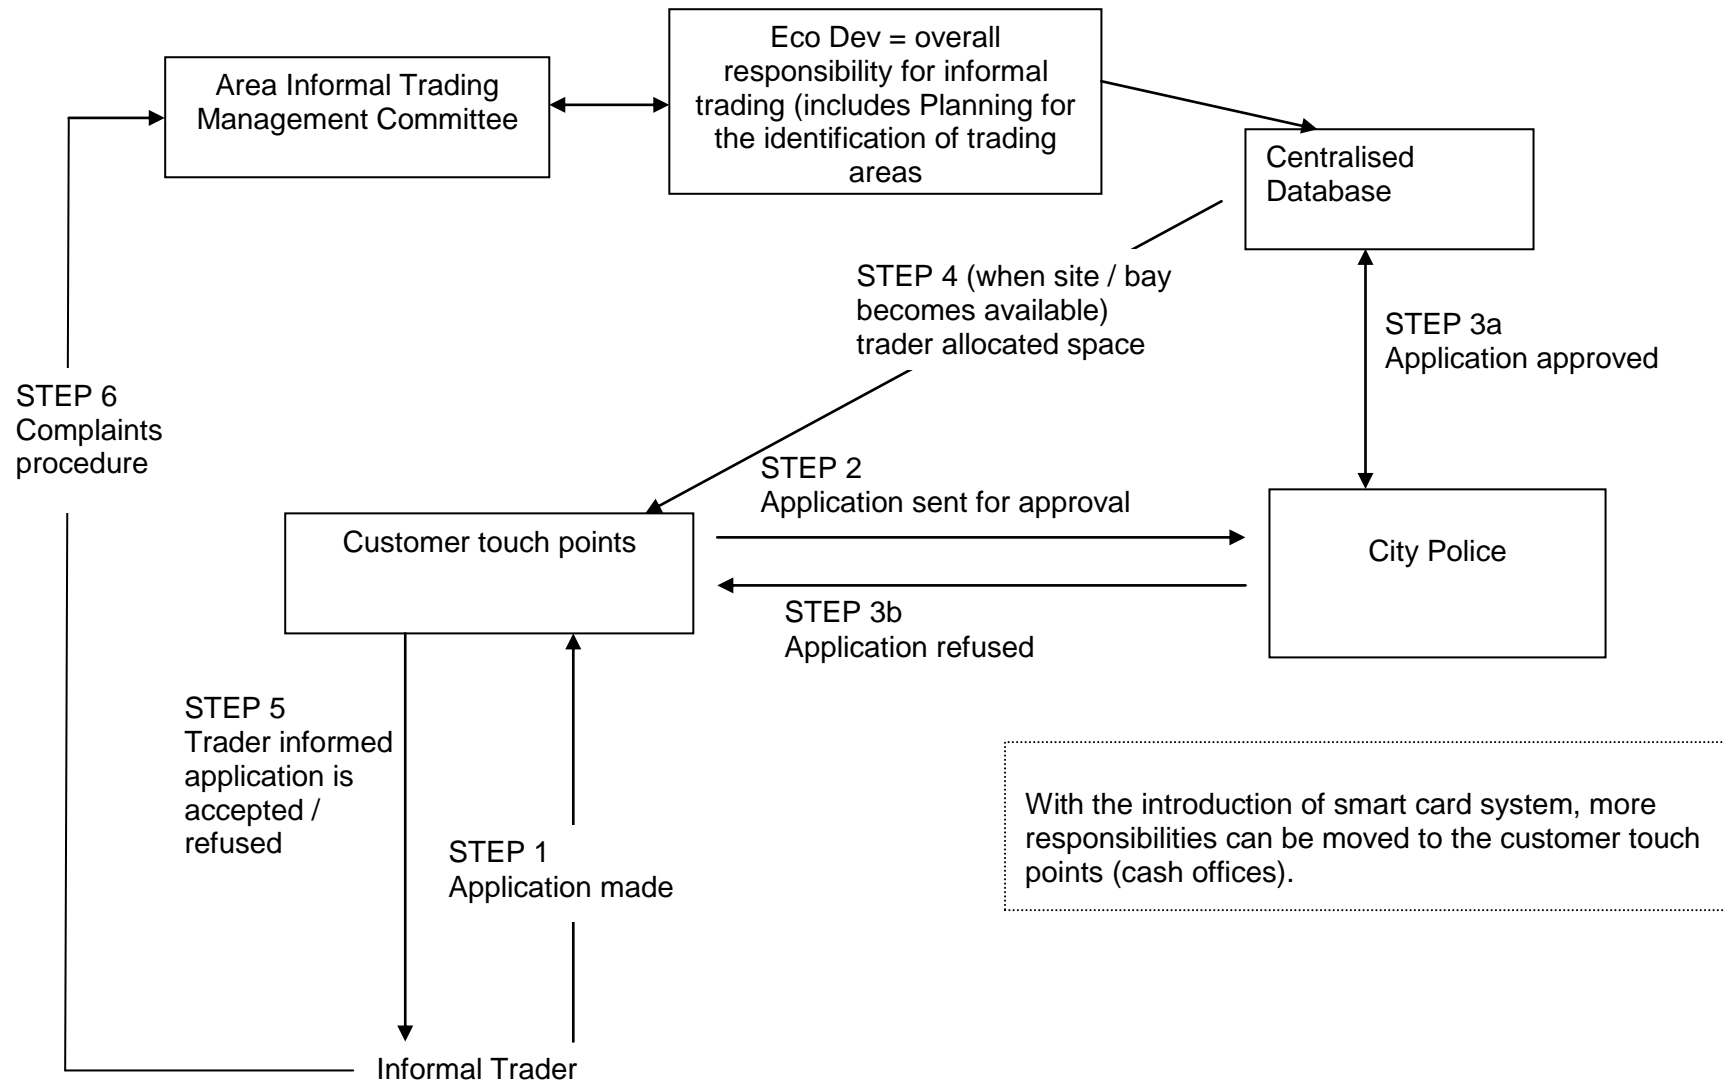 Eco Dev = overall
responsibility for informal
trading (includes Planning for
the identification of trading
areas
Area Informal Trading
Management Committee
Centralised
Database
STEP 4 (when site / bay
becomes available)
trader allocated space
STEP 3a
Application approved
STEP 6
Complaints
procedure
STEP 2
Application sent for approval
Customer touch points
City Police
STEP 3b
Application refused
STEP 5
Trader informed
application is
accepted /
refused
STEP 1
Application made
With the introduction of smart card system, more
responsibilities can be moved to the customer touch
points (cash offices).
Informal Trader